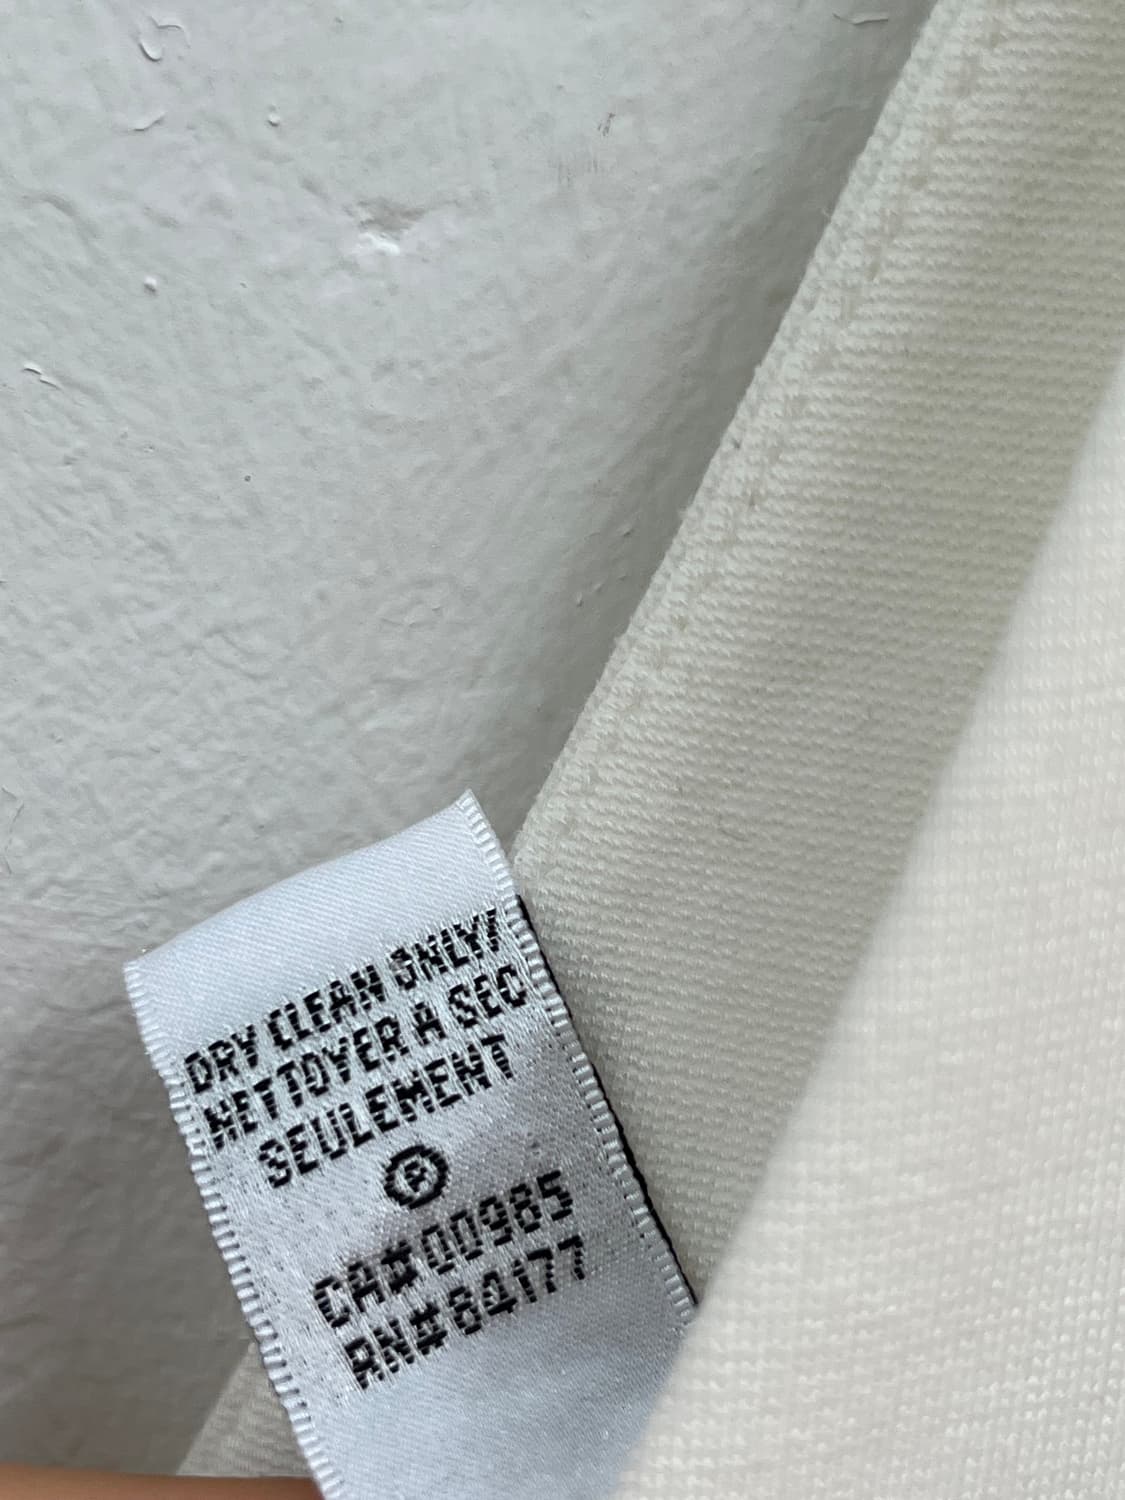 DRY CLEAN ONLY/
NETTOYER A SEC
SEULEMENT
Ⓟ
CA#00985
RN#84177